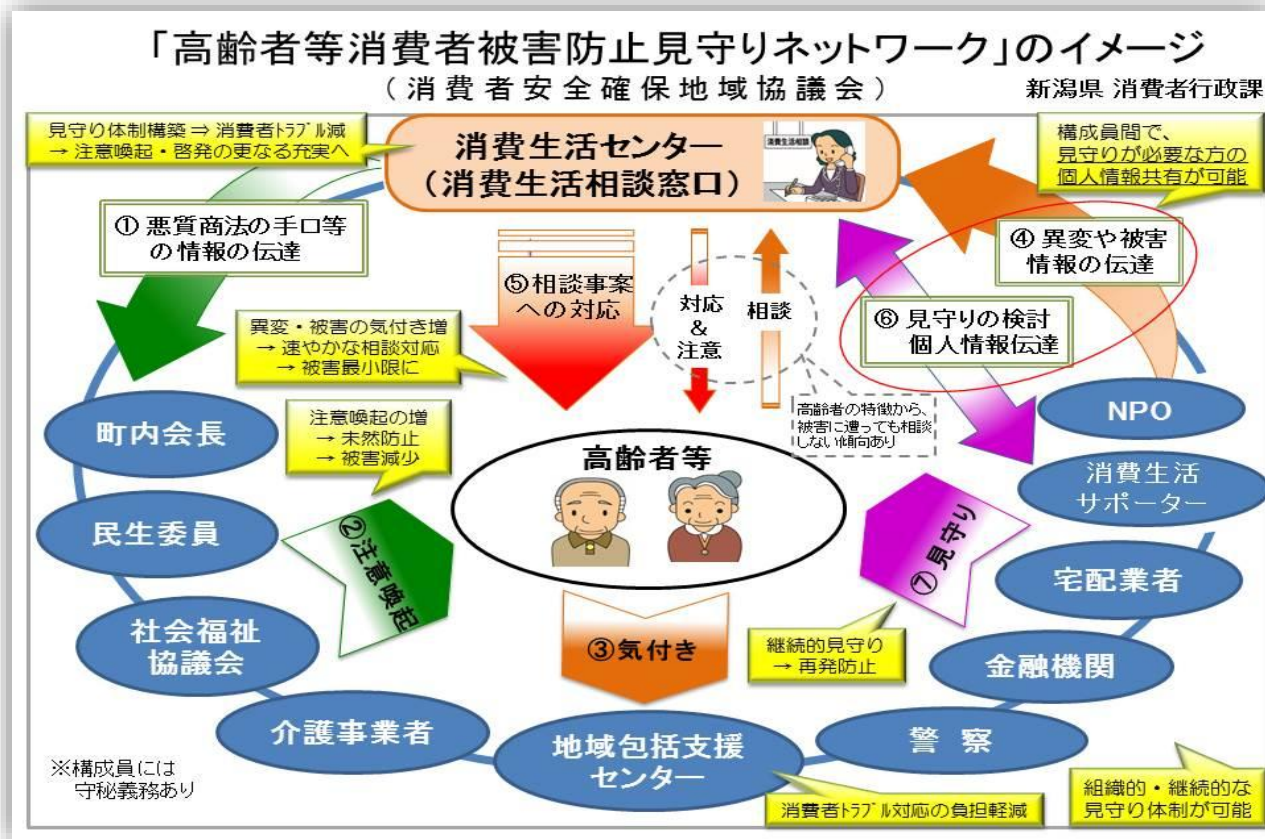 「高齢者等消費者被害防止見守りネットワーク」のイメージ
（消費者安全確保地域協議会）
新潟県 消費者行政課
見守り体制構築 ⇒ 消費者ﾄﾗﾌﾞﾙ減
→ 注意喚起・啓発の更なる充実へ
消費生活センター
（消費生活相談窓口）
消費生活相談
構成員間で、
見守りが必要な方の
個人情報共有が可能
① 悪質商法の手口等
の情報の伝達
④ 異変や被害
情報の伝達
⑤相談事案
への対応
対応
&
注意
相談
⑥ 見守りの検討
個人情報伝達
異変・被害の気付き増
→ 速やかな相談対応
→ 被害最小限に
高齢者の特徴から、
被害に遭っても相談
しない傾向あり
注意喚起の増
→ 未然防止
→ 被害減少
高齢者等
②注意喚起
③気付き
⑦ 見守り
継続的見守り
→ 再発防止
町内会長
民生委員
社会福祉
協議会
介護事業者
地域包括支援
センター
警 察
金融機関
宅配業者
消費生活
サポーター
NPO
※構成員には
守秘義務あり
消費者ﾄﾗﾌﾞﾙ対応の負担軽減
組織的・継続的な
見守り体制が可能